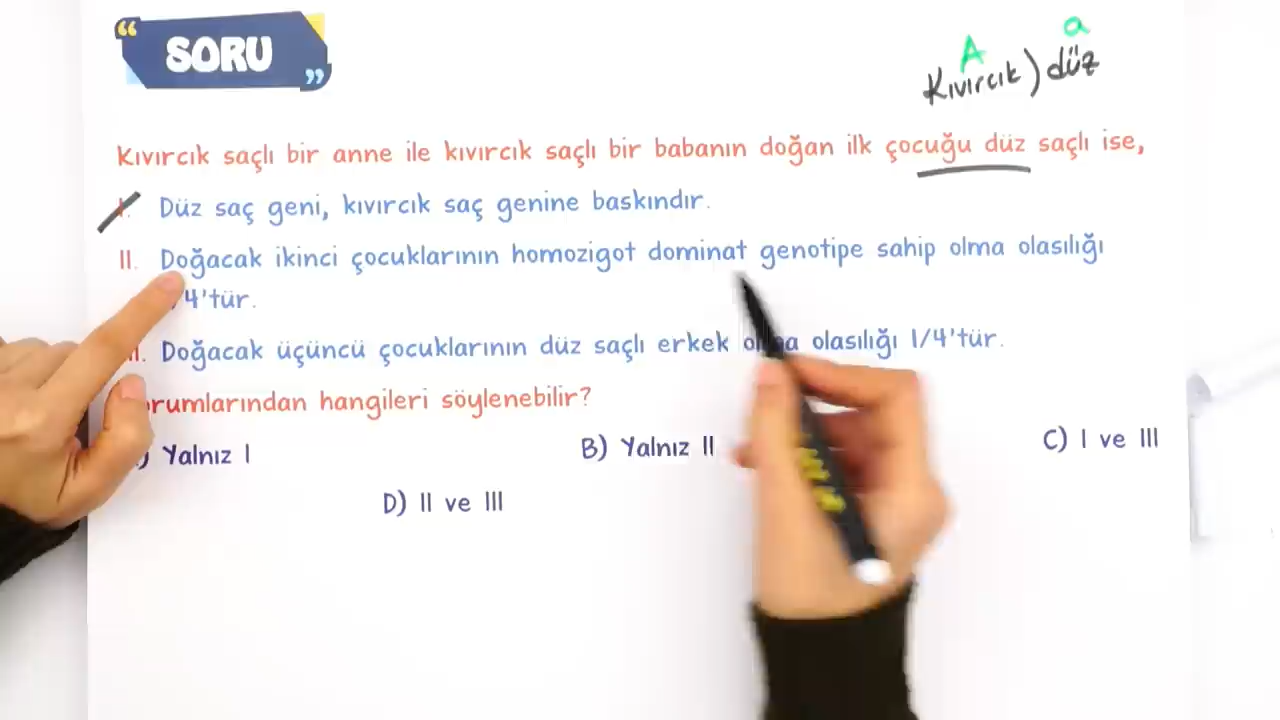 “ SORU ”
A a
Kıvırcık ) düz
Kıvırcık saçlı bir anne ile kıvırcık saçlı bir babanın doğan ilk çocuğu düz saçlı ise,
I. Düz saç geni, kıvırcık saç genine baskındır.
II. Doğacak ikinci çocuklarının homozigot dominat genotipe sahip olma olasılığı
/4'tür.
II. Doğacak üçüncü çocuklarının düz saçlı erkek olma olasılığı 1/4'tür.
orumlarından hangileri söylenebilir?
) Yalnız I
B) Yalnız II
C) I ve III
D) II ve III